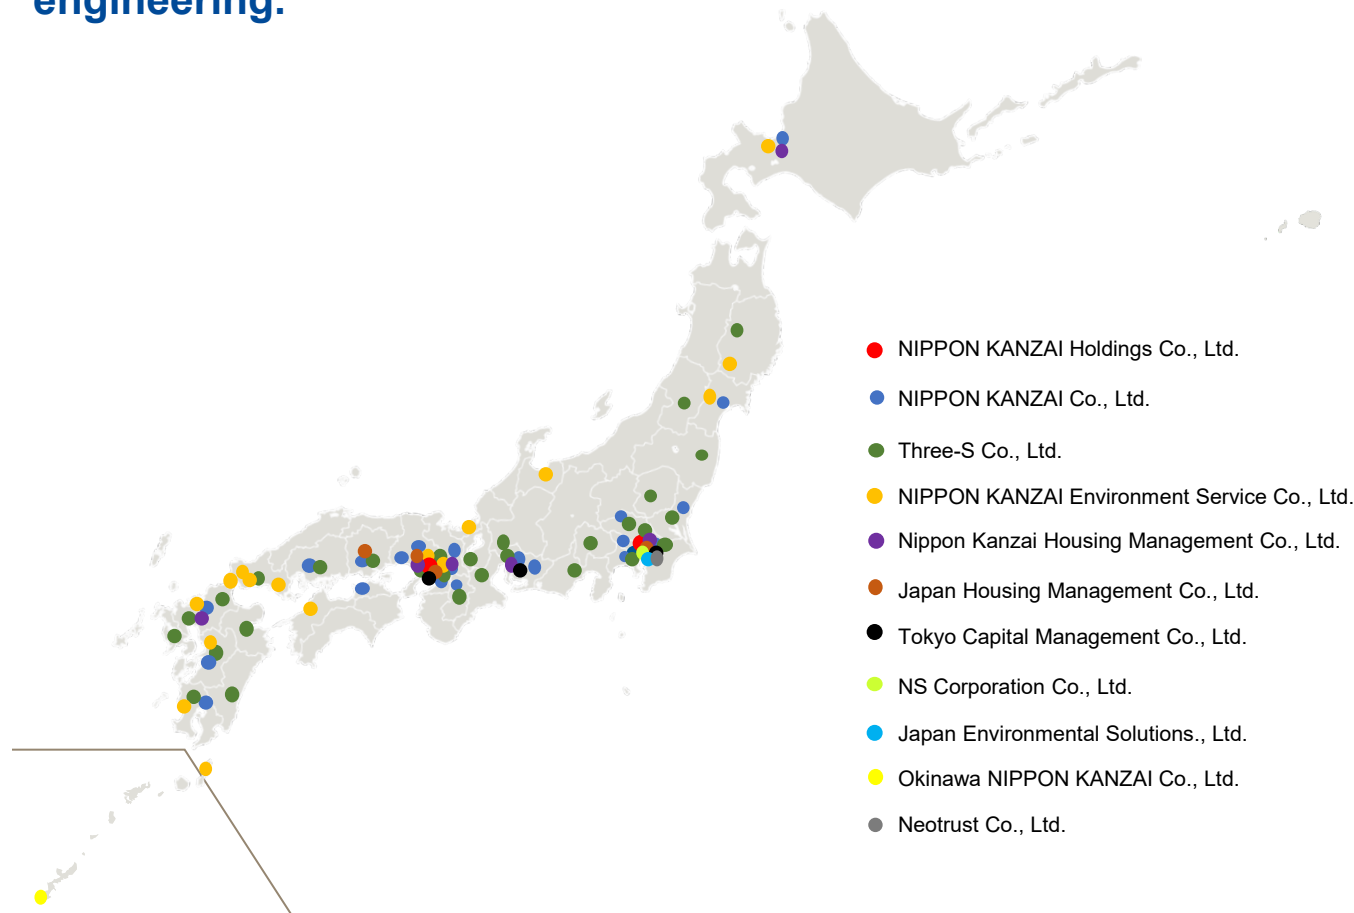 engineering.
NIPPON KANZAI Holdings Co., Ltd.
NIPPON KANZAI Co., Ltd.
Three-S Co., Ltd.
NIPPON KANZAI Environment Service Co., Ltd.
Nippon Kanzai Housing Management Co., Ltd.
Japan Housing Management Co., Ltd.
Tokyo Capital Management Co., Ltd.
NS Corporation Co., Ltd.
Japan Environmental Solutions., Ltd.
Okinawa NIPPON KANZAI Co., Ltd.
Neotrust Co., Ltd.